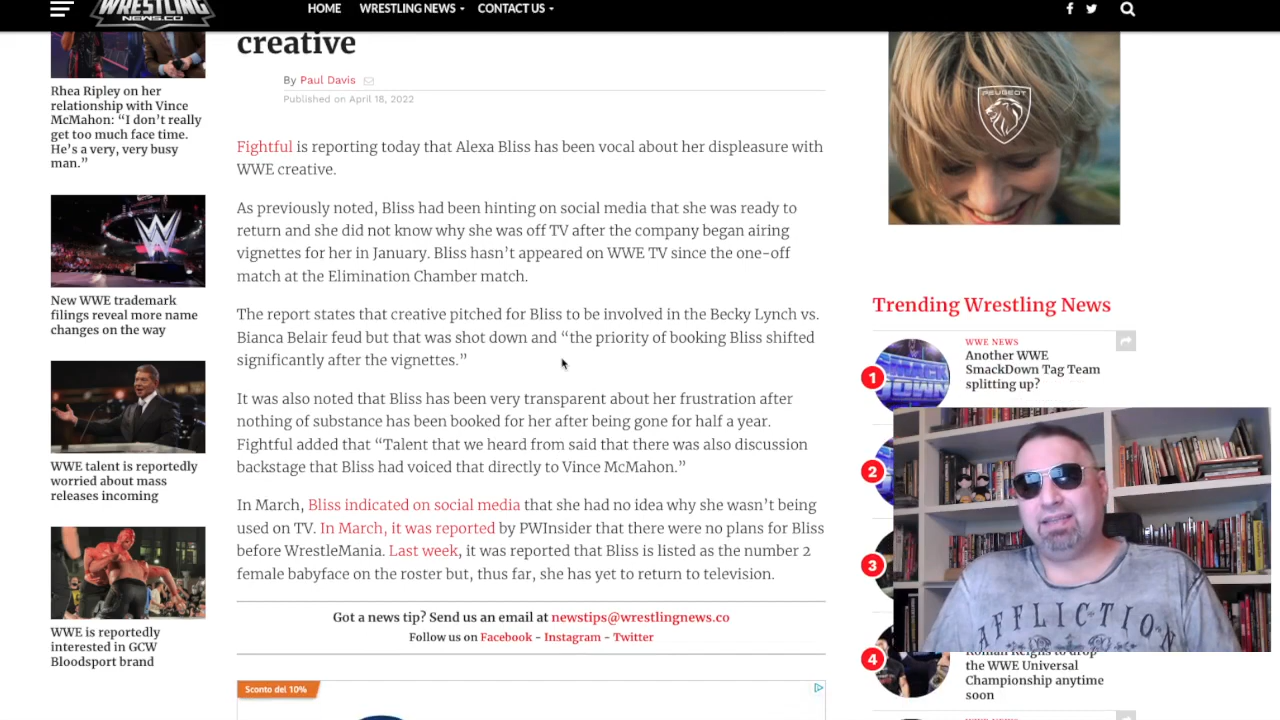 WRESTLING
NEWS.CO
HOME
WRESTLING NEWS
CONTACT US
creative
By Paul Davis
Published on April 18, 2022
Fightful is reporting today that Alexa Bliss has been vocal about her displeasure with
WWE creative.
As previously noted, Bliss had been hinting on social media that she was ready to
return and she did not know why she was off TV after the company began airing
vignettes for her in January. Bliss hasn’t appeared on WWE TV since the one-off
match at the Elimination Chamber match.
The report states that creative pitched for Bliss to be involved in the Becky Lynch vs.
Bianca Belair feud but that was shot down and “the priority of booking Bliss shifted
significantly after the vignettes.”
It was also noted that Bliss has been very transparent about her frustration after
nothing of substance has been booked for her after being gone for half a year.
Fightful added that “Talent that we heard from said that there was also discussion
backstage that Bliss had voiced that directly to Vince McMahon.”
In March, Bliss indicated on social media that she had no idea why she wasn’t being
used on TV. In March, it was reported by PWInsider that there were no plans for Bliss
before WrestleMania. Last week, it was reported that Bliss is listed as the number 2
female babyface on the roster but, thus far, she has yet to return to television.
Got a news tip? Send us an email at newstips@wrestlingnews.co
Follow us on Facebook - Instagram - Twitter
Sconto del 10%
Rhea Ripley on her
relationship with Vince
McMahon: “I don’t really
get too much face time.
He’s a very, very busy
man.”
New WWE trademark
filings reveal more name
changes on the way
WWE talent is reportedly
worried about mass
releases incoming
WWE is reportedly
interested in GCW
Bloodsport brand
PEUGEOT
Trending Wrestling News
1
WWE NEWS
Another WWE
SmackDown Tag Team
splitting up?
2
3
4
Roman Reigns to drop
the WWE Universal
Championship anytime
soon
AFFLICTION